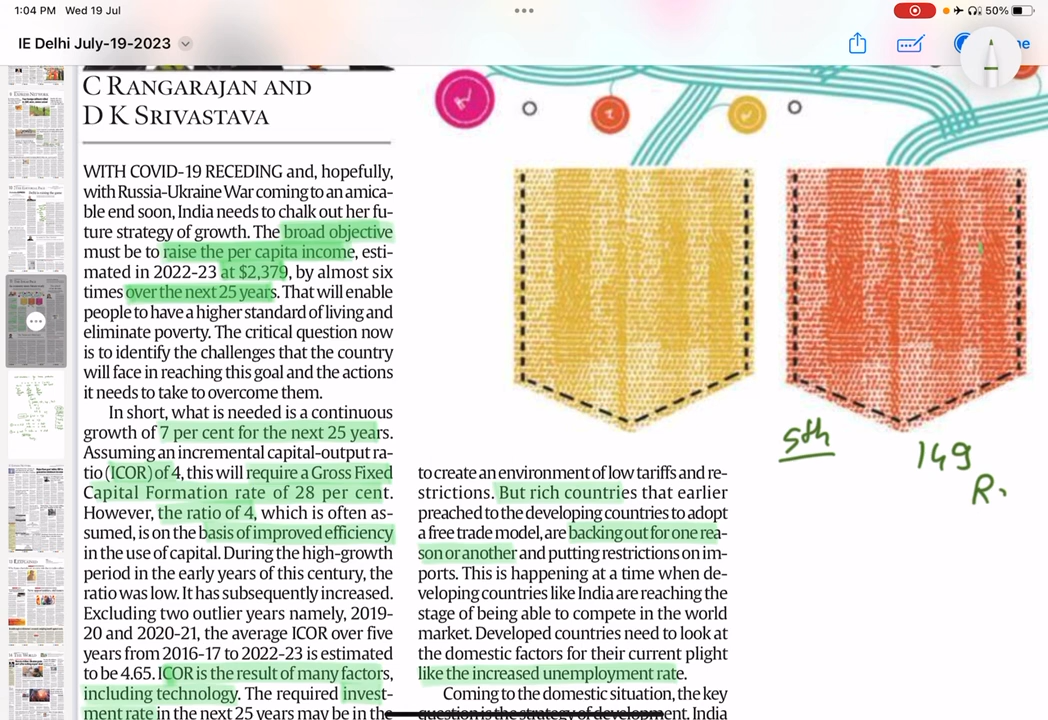 1:04 PM Wed 19 Jul
50%
IE Delhi July-19-2023
C RANGARAJAN AND
D K SRIVASTAVA
WITH COVID-19 RECEDING and, hopefully,
with Russia-Ukraine War coming to an amica-
ble end soon, India needs to chalk out her fu-
ture strategy of growth. The broad objective
must be to raise the per capita income, esti-
mated in 2022-23 at $2,379, by almost six
times over the next 25 years. That will enable
people to have a higher standard of living and
eliminate poverty. The critical question now
is to identify the challenges that the country
will face in reaching this goal and the actions
it needs to take to overcome them.
In short, what is needed is a continuous
growth of 7 per cent for the next 25 years.
Assuming an incremental capital-output ra-
tio (ICOR) of 4, this will require a Gross Fixed
Capital Formation rate of 28 per cent.
However, the ratio of 4, which is often as-
sumed, is on the basis of improved efficiency
in the use of capital. During the high-growth
period in the early years of this century, the
ratio was low. It has subsequently increased.
Excluding two outlier years namely, 2019-
20 and 2020-21, the average ICOR over five
years from 2016-17 to 2022-23 is estimated
to be 4.65. ICOR is the result of many factors,
including technology. The required invest-
ment rate in the next 25 years may be in the
5th
149
R.
to create an environment of low tariffs and re-
strictions. But rich countries that earlier
preached to the developing countries to adopt
a free trade model, are backing out for one rea-
son or another and putting restrictions on im-
ports. This is happening at a time when de-
veloping countries like India are reaching the
stage of being able to compete in the world
market. Developed countries need to look at
the domestic factors for their current plight
like the increased unemployment rate.
Coming to the domestic situation, the key
question is the strategy of development. India